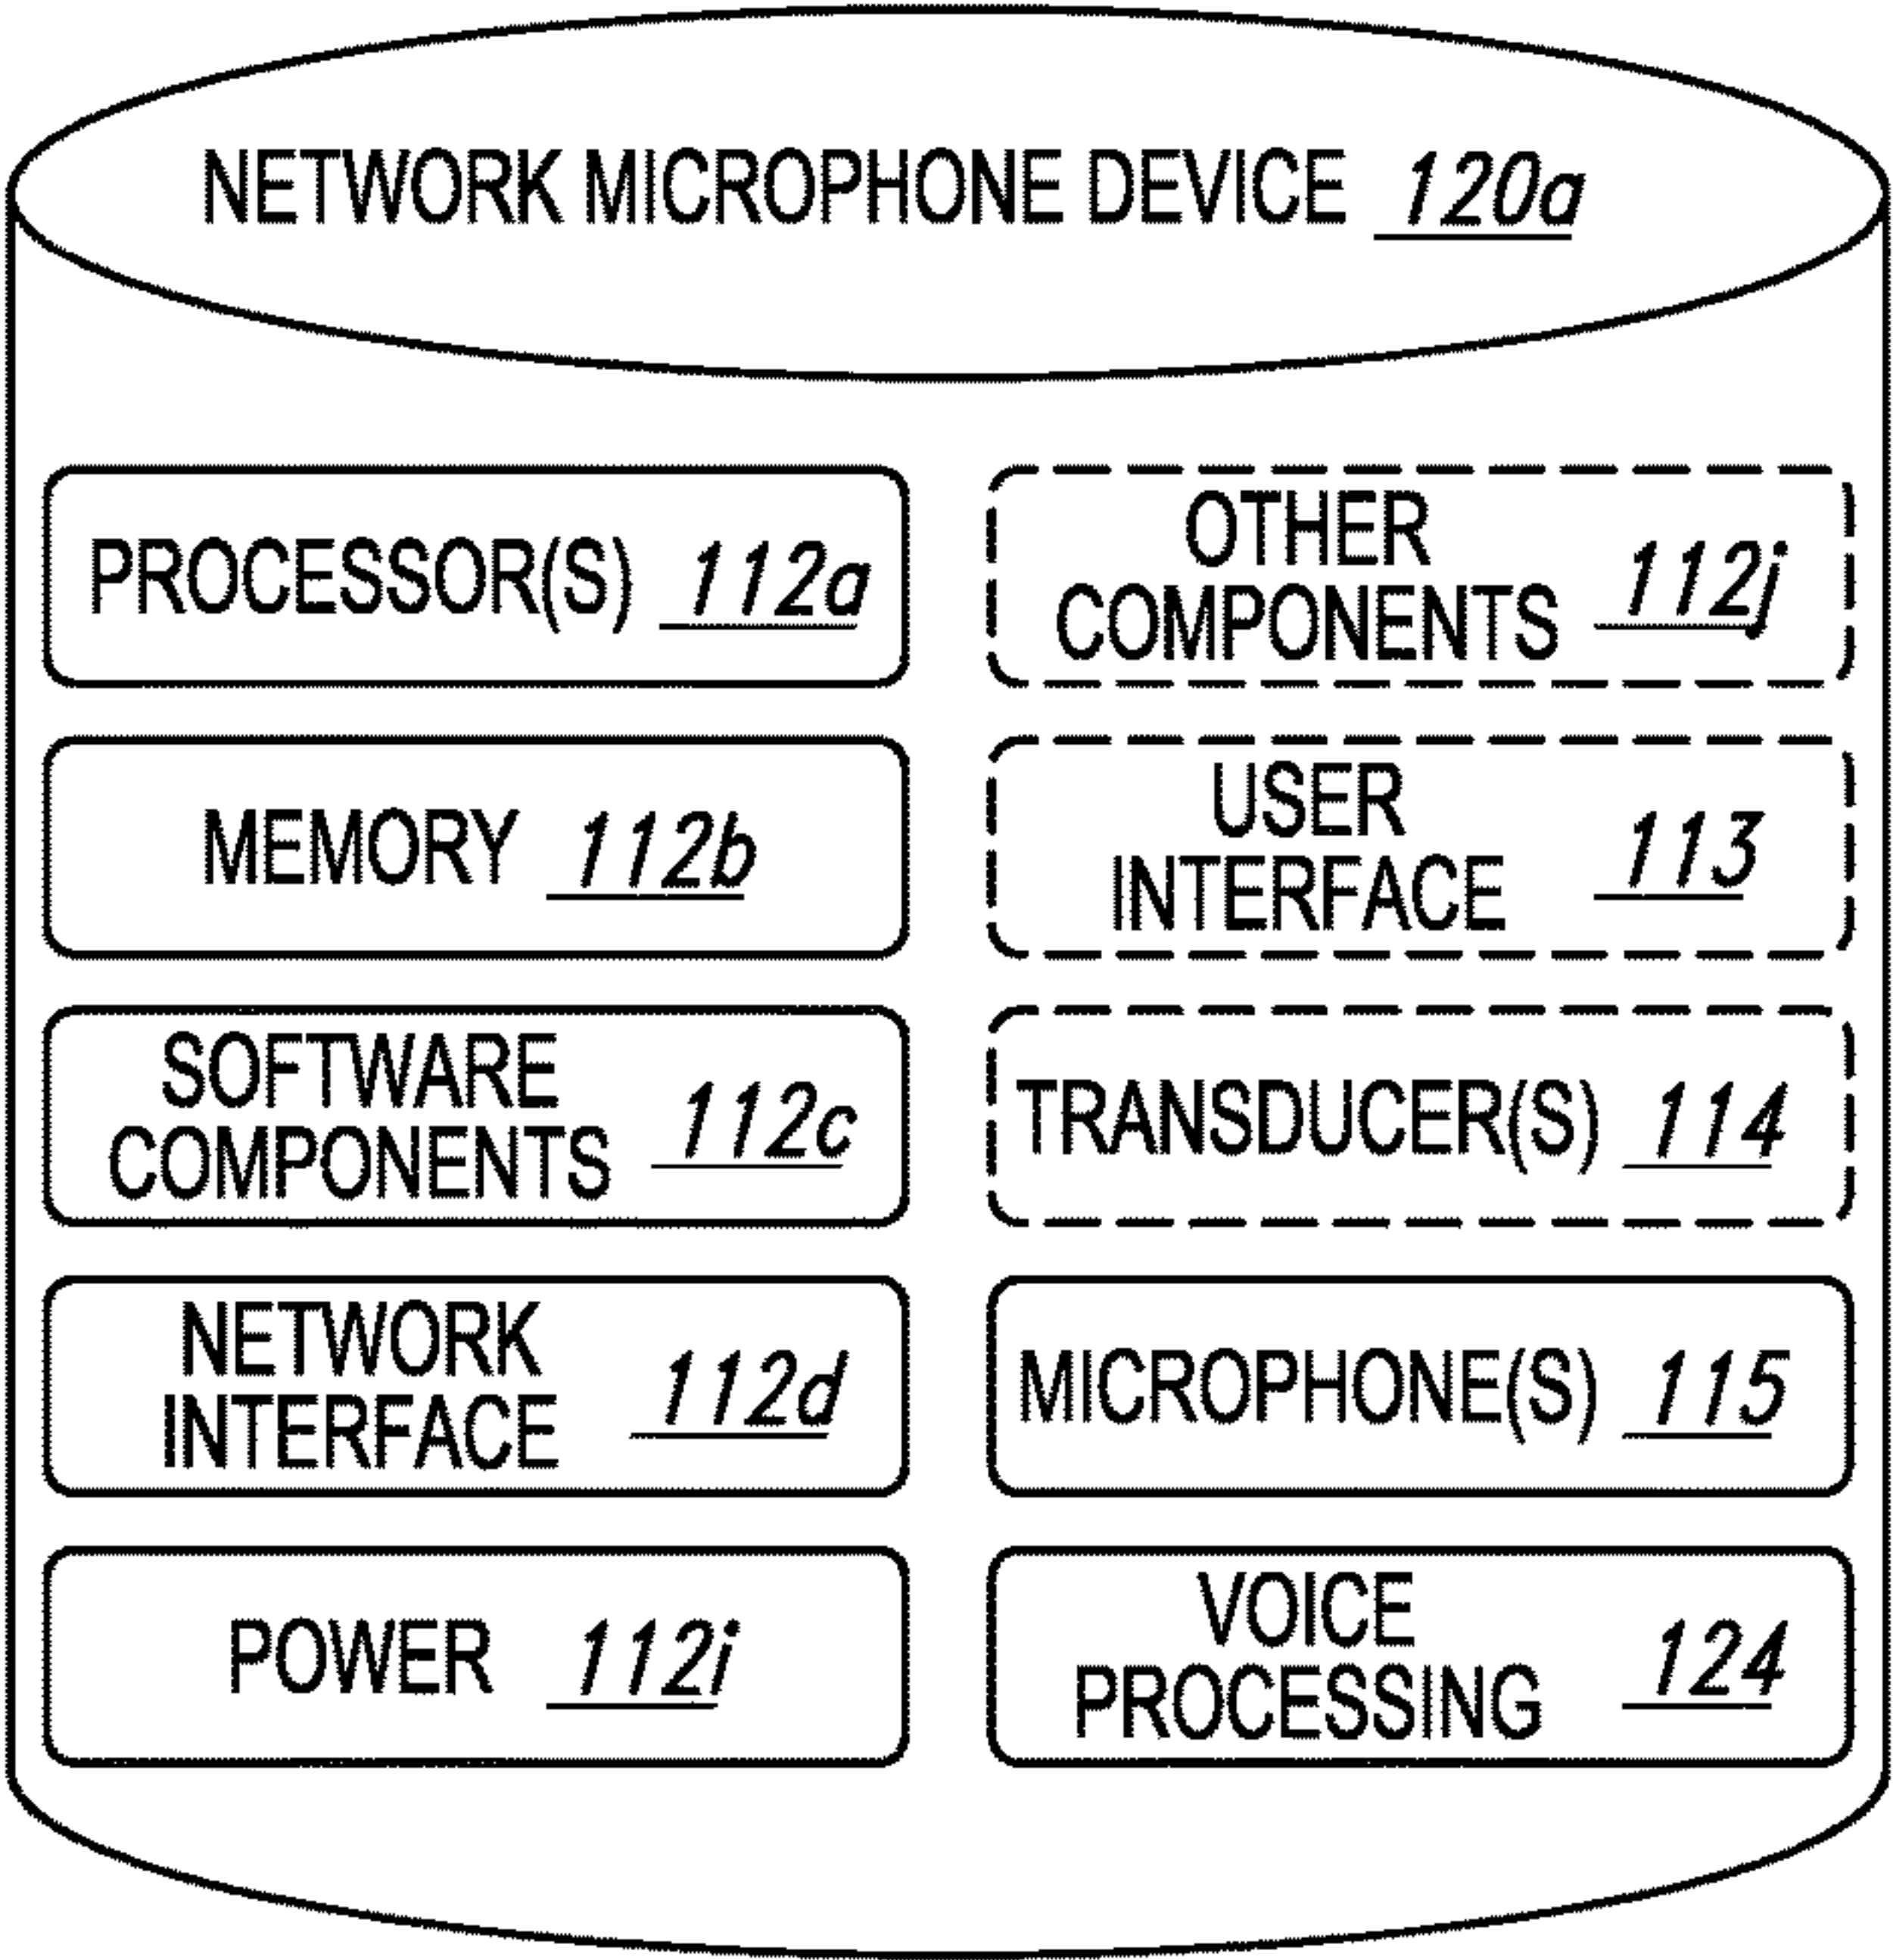 NETWORK MICROPHONE DEVICE 120a
PROCESSOR(S) 112a
MEMORY 112b
SOFTWARE
COMPONENTS 112c
NETWORK
INTERFACE 112d
POWER 112i
OTHER
COMPONENTS 112j
USER
INTERFACE 113
TRANSDUCER(S) 114
MICROPHONE(S) 115
VOICE
PROCESSING 124